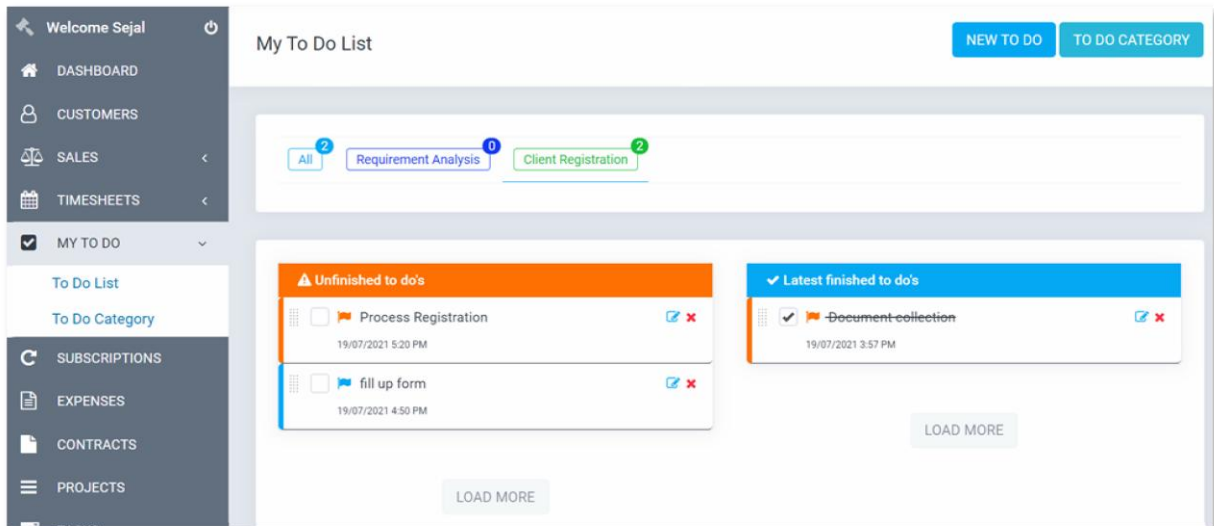 Welcome Sejal
DASHBOARD
CUSTOMERS
SALES
TIMESHEETS
MY TO DO
To Do List
To Do Category
SUBSCRIPTIONS
EXPENSES
CONTRACTS
PROJECTS
My To Do List
NEW TO DO
TO DO CATEGORY
All 2
Requirement Analysis 0
Client Registration 2
Unfinished to do's
Process Registration
19/07/2021 5:20 PM
fill up form
19/07/2021 4:50 PM
LOAD MORE
Latest finished to do's
Document collection
19/07/2021 3:57 PM
LOAD MORE